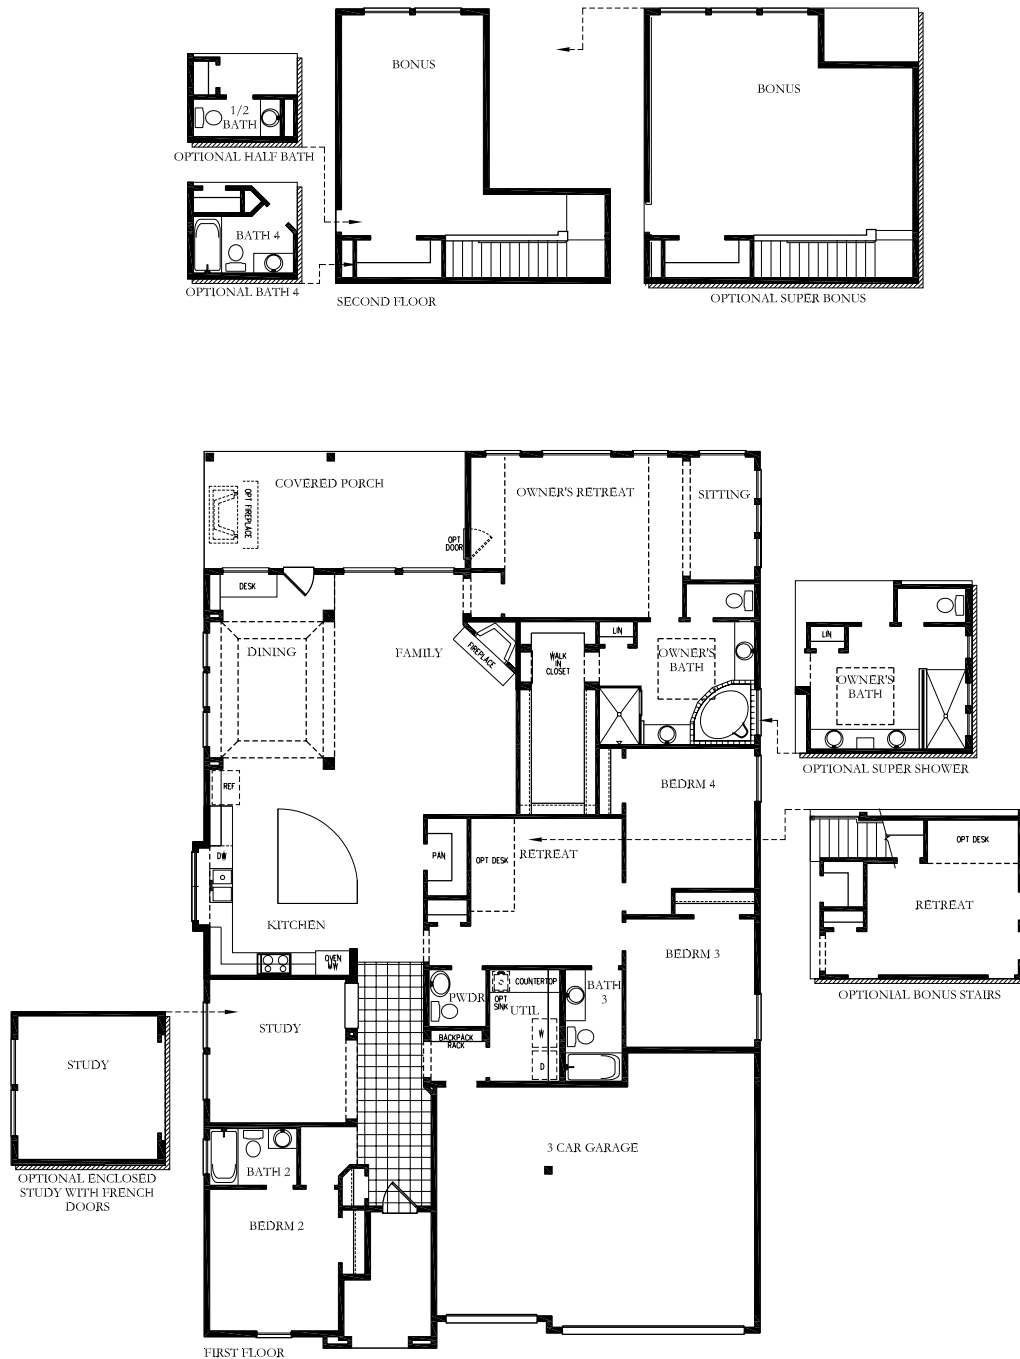 BONUS
BONUS
1/2
BATH
OPTIONAL HALF BATH
BATH 4
OPTIONAL BATH 4
SECOND FLOOR
OPTIONAL SUPER BONUS
COVERED PORCH
OPT FIREPLACE
OPT
DOOR
OWNER'S RETREAT
SITTING
DESK
DINING
FAMILY
FIREPLACE
WALK
IN
CLOSET
LIN
OWNER'S
BATH
LIN
OWNER'S
BATH
OPTIONAL SUPER SHOWER
REF
BEDRM 4
DW
PAN
OPT DESK
RETREAT
OPT DESK
RETREAT
OPTIONIAL BONUS STAIRS
KITCHEN
OVEN
MW
BEDRM 3
PWDR
OPT
SINK
COUNTERTOP
UTIL
BATH
3
STUDY
BACKPACK
RACK
W
D
STUDY
OPTIONAL ENCLOSED
STUDY WITH FRENCH
DOORS
BATH 2
3 CAR GARAGE
BEDRM 2
FIRST FLOOR